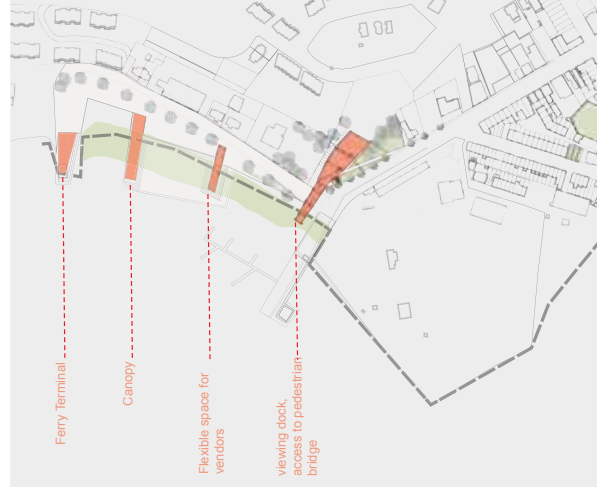 Ferry Terminal
Canopy
Flexible space for
vendors
viewing dock,
access to pedestrian
bridge